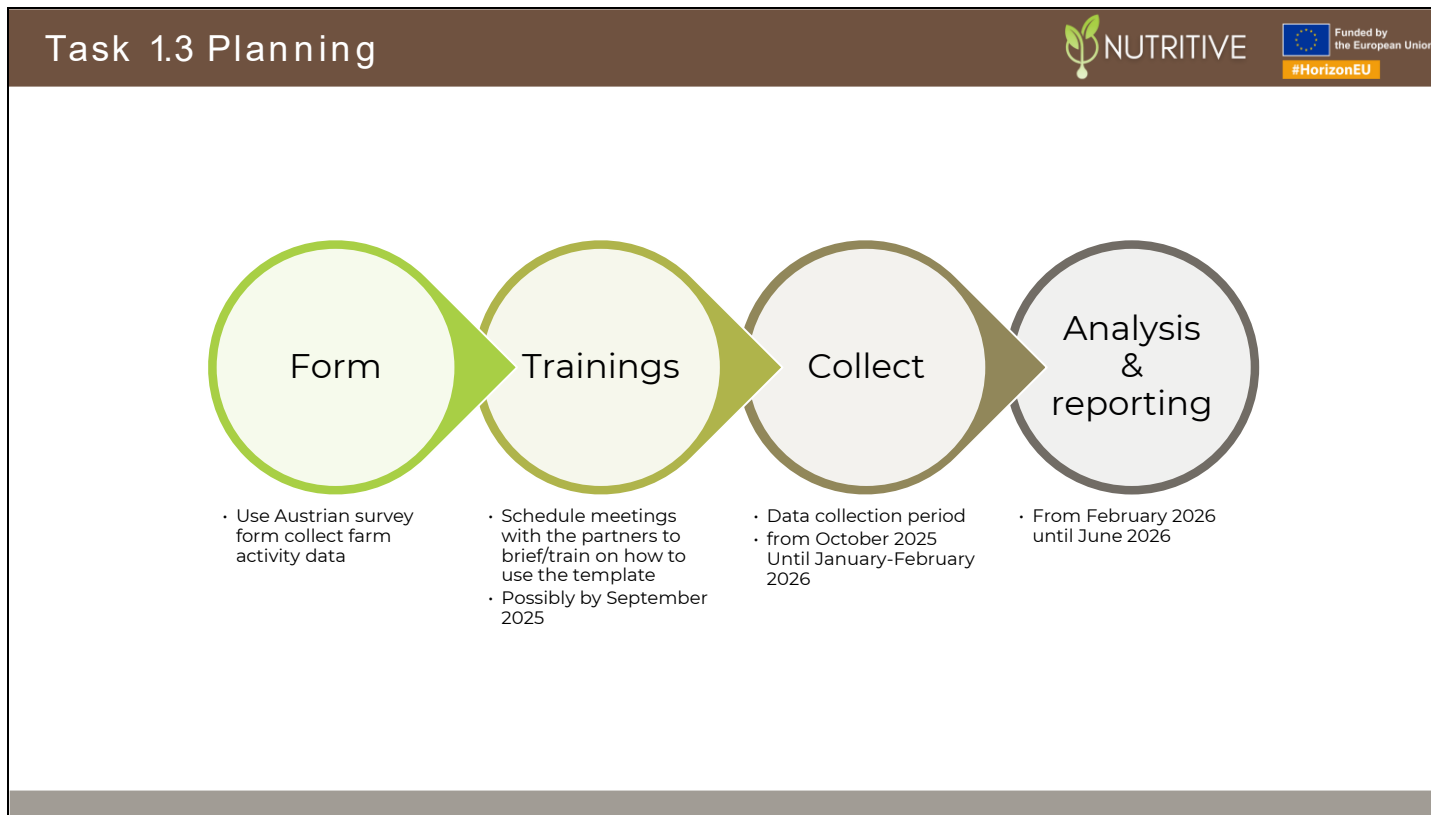 Task 1.3 Planning
NUTRITIVE
Funded by
the European Union
#HorizonEU
Form
Trainings
Collect
Analysis
&
reporting
• Use Austrian survey
form collect farm
activity data
• Schedule meetings
with the partners to
brief/train on how to
use the template
• Possibly by September
2025
• Data collection period
• from October 2025
Until January-February
2026
• From February 2026
until June 2026